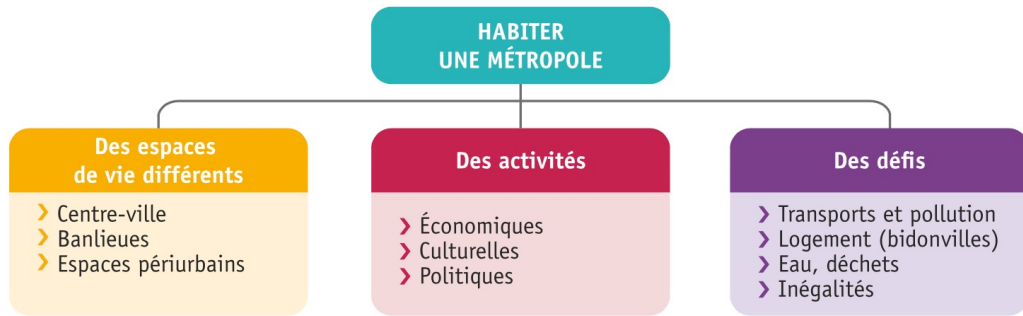 HABITER
UNE MÉTROPOLE
Des espaces
de vie différents
❯ Centre-ville
❯ Banlieues
❯ Espaces périurbains
Des activités
❯ Économiques
❯ Culturelles
❯ Politiques
Des défis
❯ Transports et pollution
❯ Logement (bidonvilles)
❯ Eau, déchets
❯ Inégalités